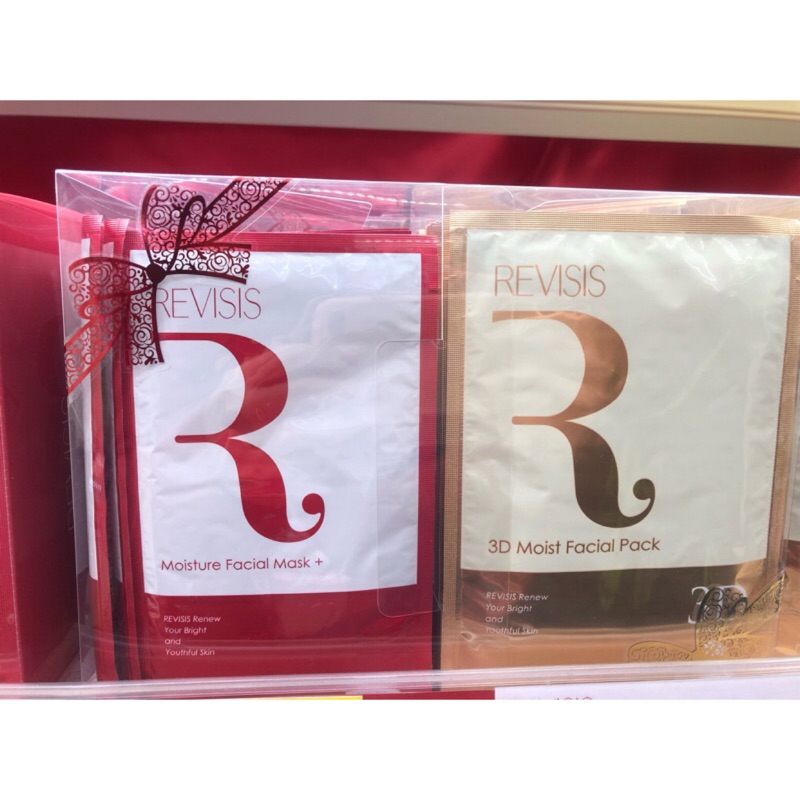 REVISIS
R
Moisture Facial Mask +
REVISIS Renew
Your Bright
and
Youthful Skin
REVISIS
R
3D Moist Facial Pack
REVISIS Renew
Your Bright
and
Youthful Skin